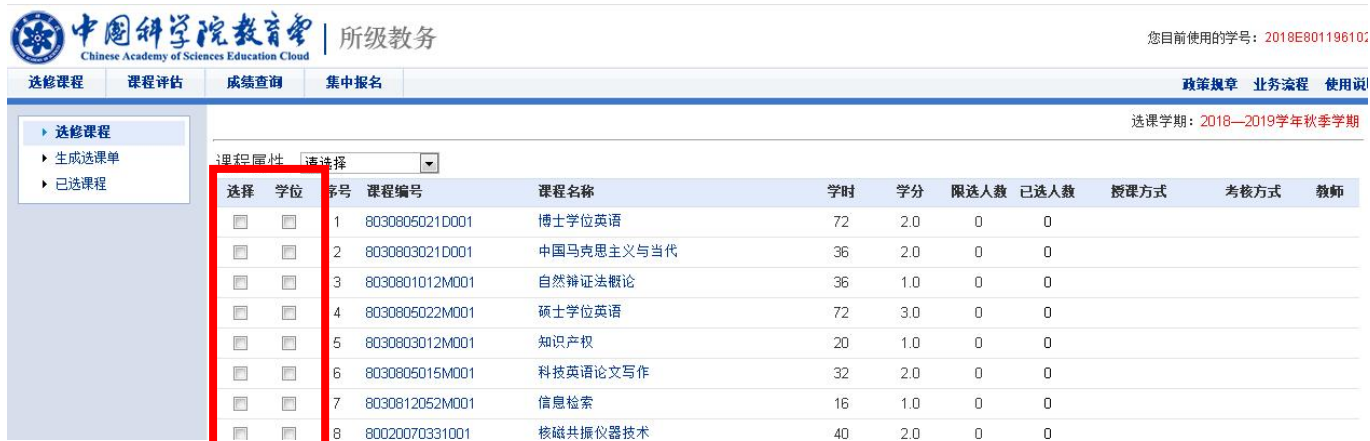 中国科学院教育云 | 所级教务
Chinese Academy of Sciences Education Cloud
您目前使用的学号：2018E801196102
选修课程 课程评估 成绩查询 集中报名 政策规章 业务流程 使用说
选课学期：2018—2019学年秋季学期
选修课程
生成选课单
已选课程
课程属性 请选择
选择 学位 序号 课程编号 课程名称 学时 学分 限选人数 已选人数 授课方式 考核方式 教师
1 8030805021D001 博士学位英语 72 2.0 0 0
2 8030803021D001 中国马克思主义与当代 36 2.0 0 0
3 8030801012M001 自然辩证法概论 36 1.0 0 0
4 8030805022M001 硕士学位英语 72 3.0 0 0
5 8030803012M001 知识产权 20 1.0 0 0
6 8030805015M001 科技英语论文写作 32 2.0 0 0
7 8030812052M001 信息检索 16 1.0 0 0
8 80020070331001 核磁共振仪器技术 40 2.0 0 0